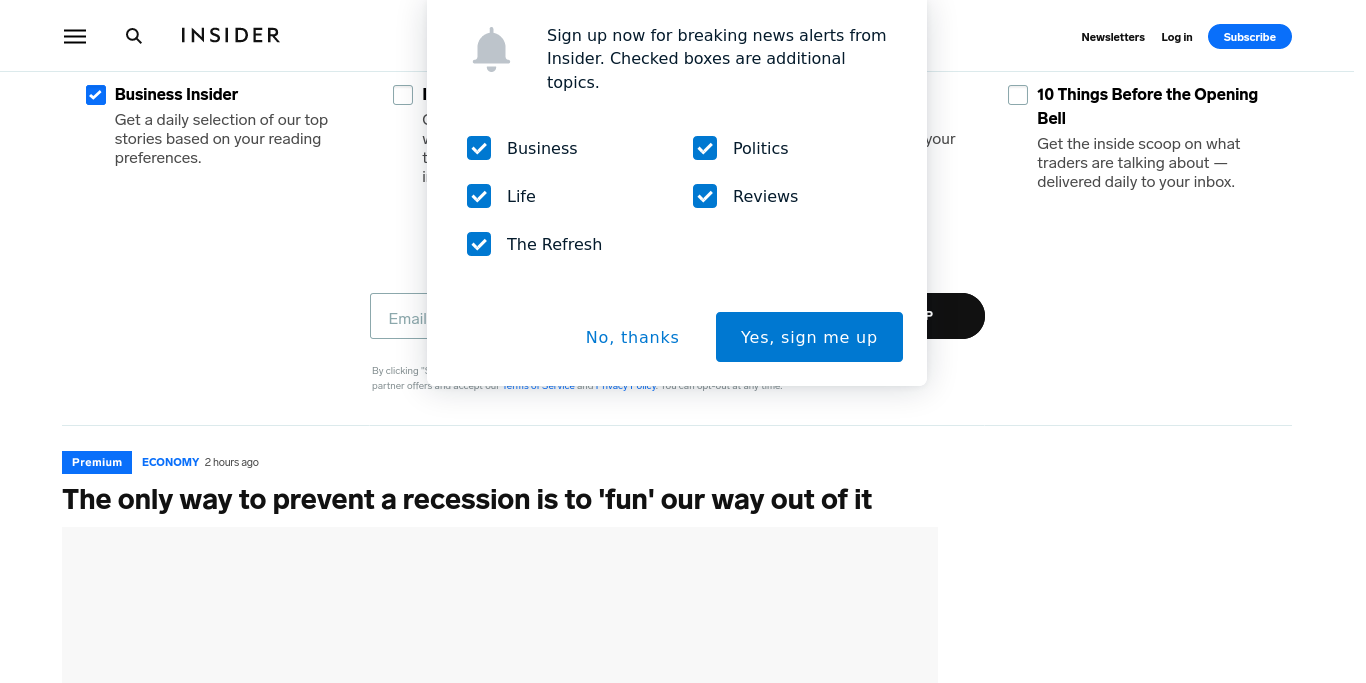 INSIDER
Newsletters
Log in
Subscribe
Sign up now for breaking news alerts from
Insider. Checked boxes are additional
topics.
Business
Politics
Life
Reviews
The Refresh
No, thanks
Yes, sign me up
Business Insider
Get a daily selection of our top
stories based on your reading
preferences.
your
10 Things Before the Opening
Bell
Get the inside scoop on what
traders are talking about —
delivered daily to your inbox.
Email
By clicking
partner offers and accept our Terms of Service and Privacy Policy. You can opt-out at any time.
Premium
ECONOMY 2 hours ago
The only way to prevent a recession is to 'fun' our way out of it